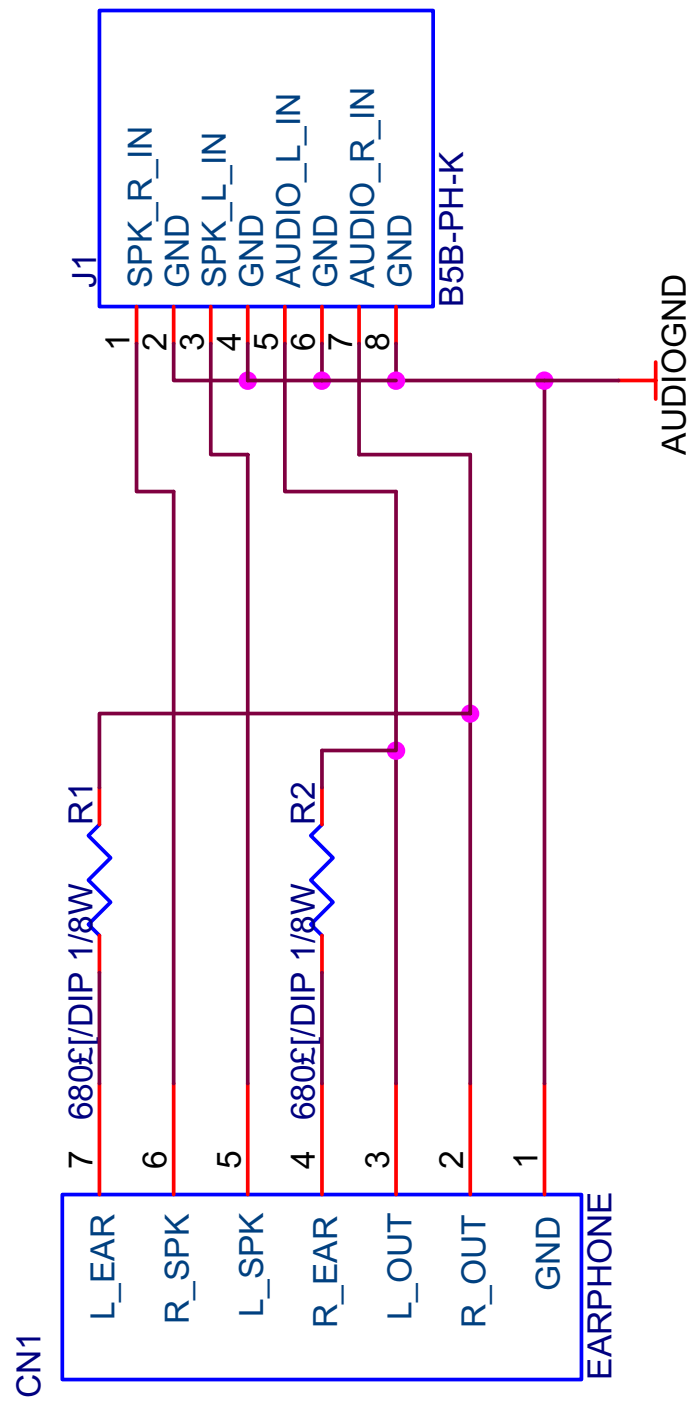 J1
SPK_R_IN
GND
SPK_L_IN
GND
AUDIO_L_IN
GND
AUDIO_R_IN
GND
B5B-PH-K
1
2
3
4
5
6
7
8
AUDIOGND
R1
680£[/DIP 1/8W
R2
680£[/DIP 1/8W
7
6
5
4
3
2
1
CN1
L_EAR
R_SPK
L_SPK
R_EAR
L_OUT
R_OUT
GND
EARPHONE